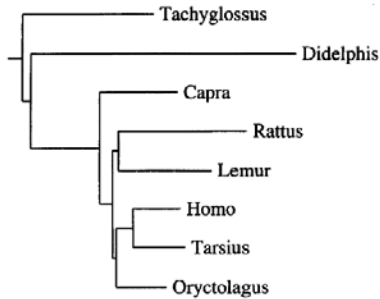 Tachyglossus
Didelphis
Capra
Rattus
Lemur
Homo
Tarsius
Oryctolagus